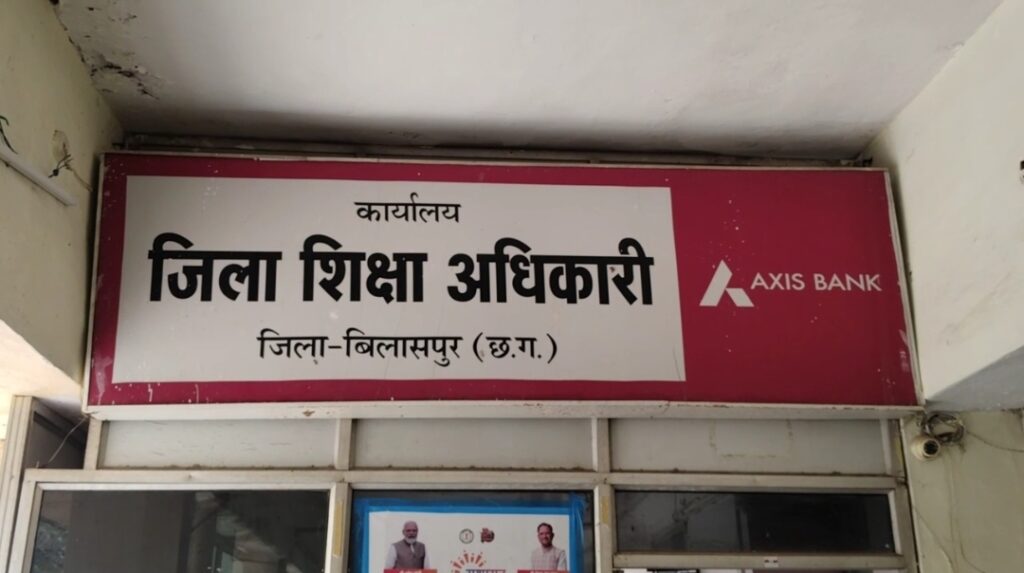 कार्यालय
जिला शिक्षा अधिकारी
जिला-बिलासपुर (छ.ग.)
AXIS BANK